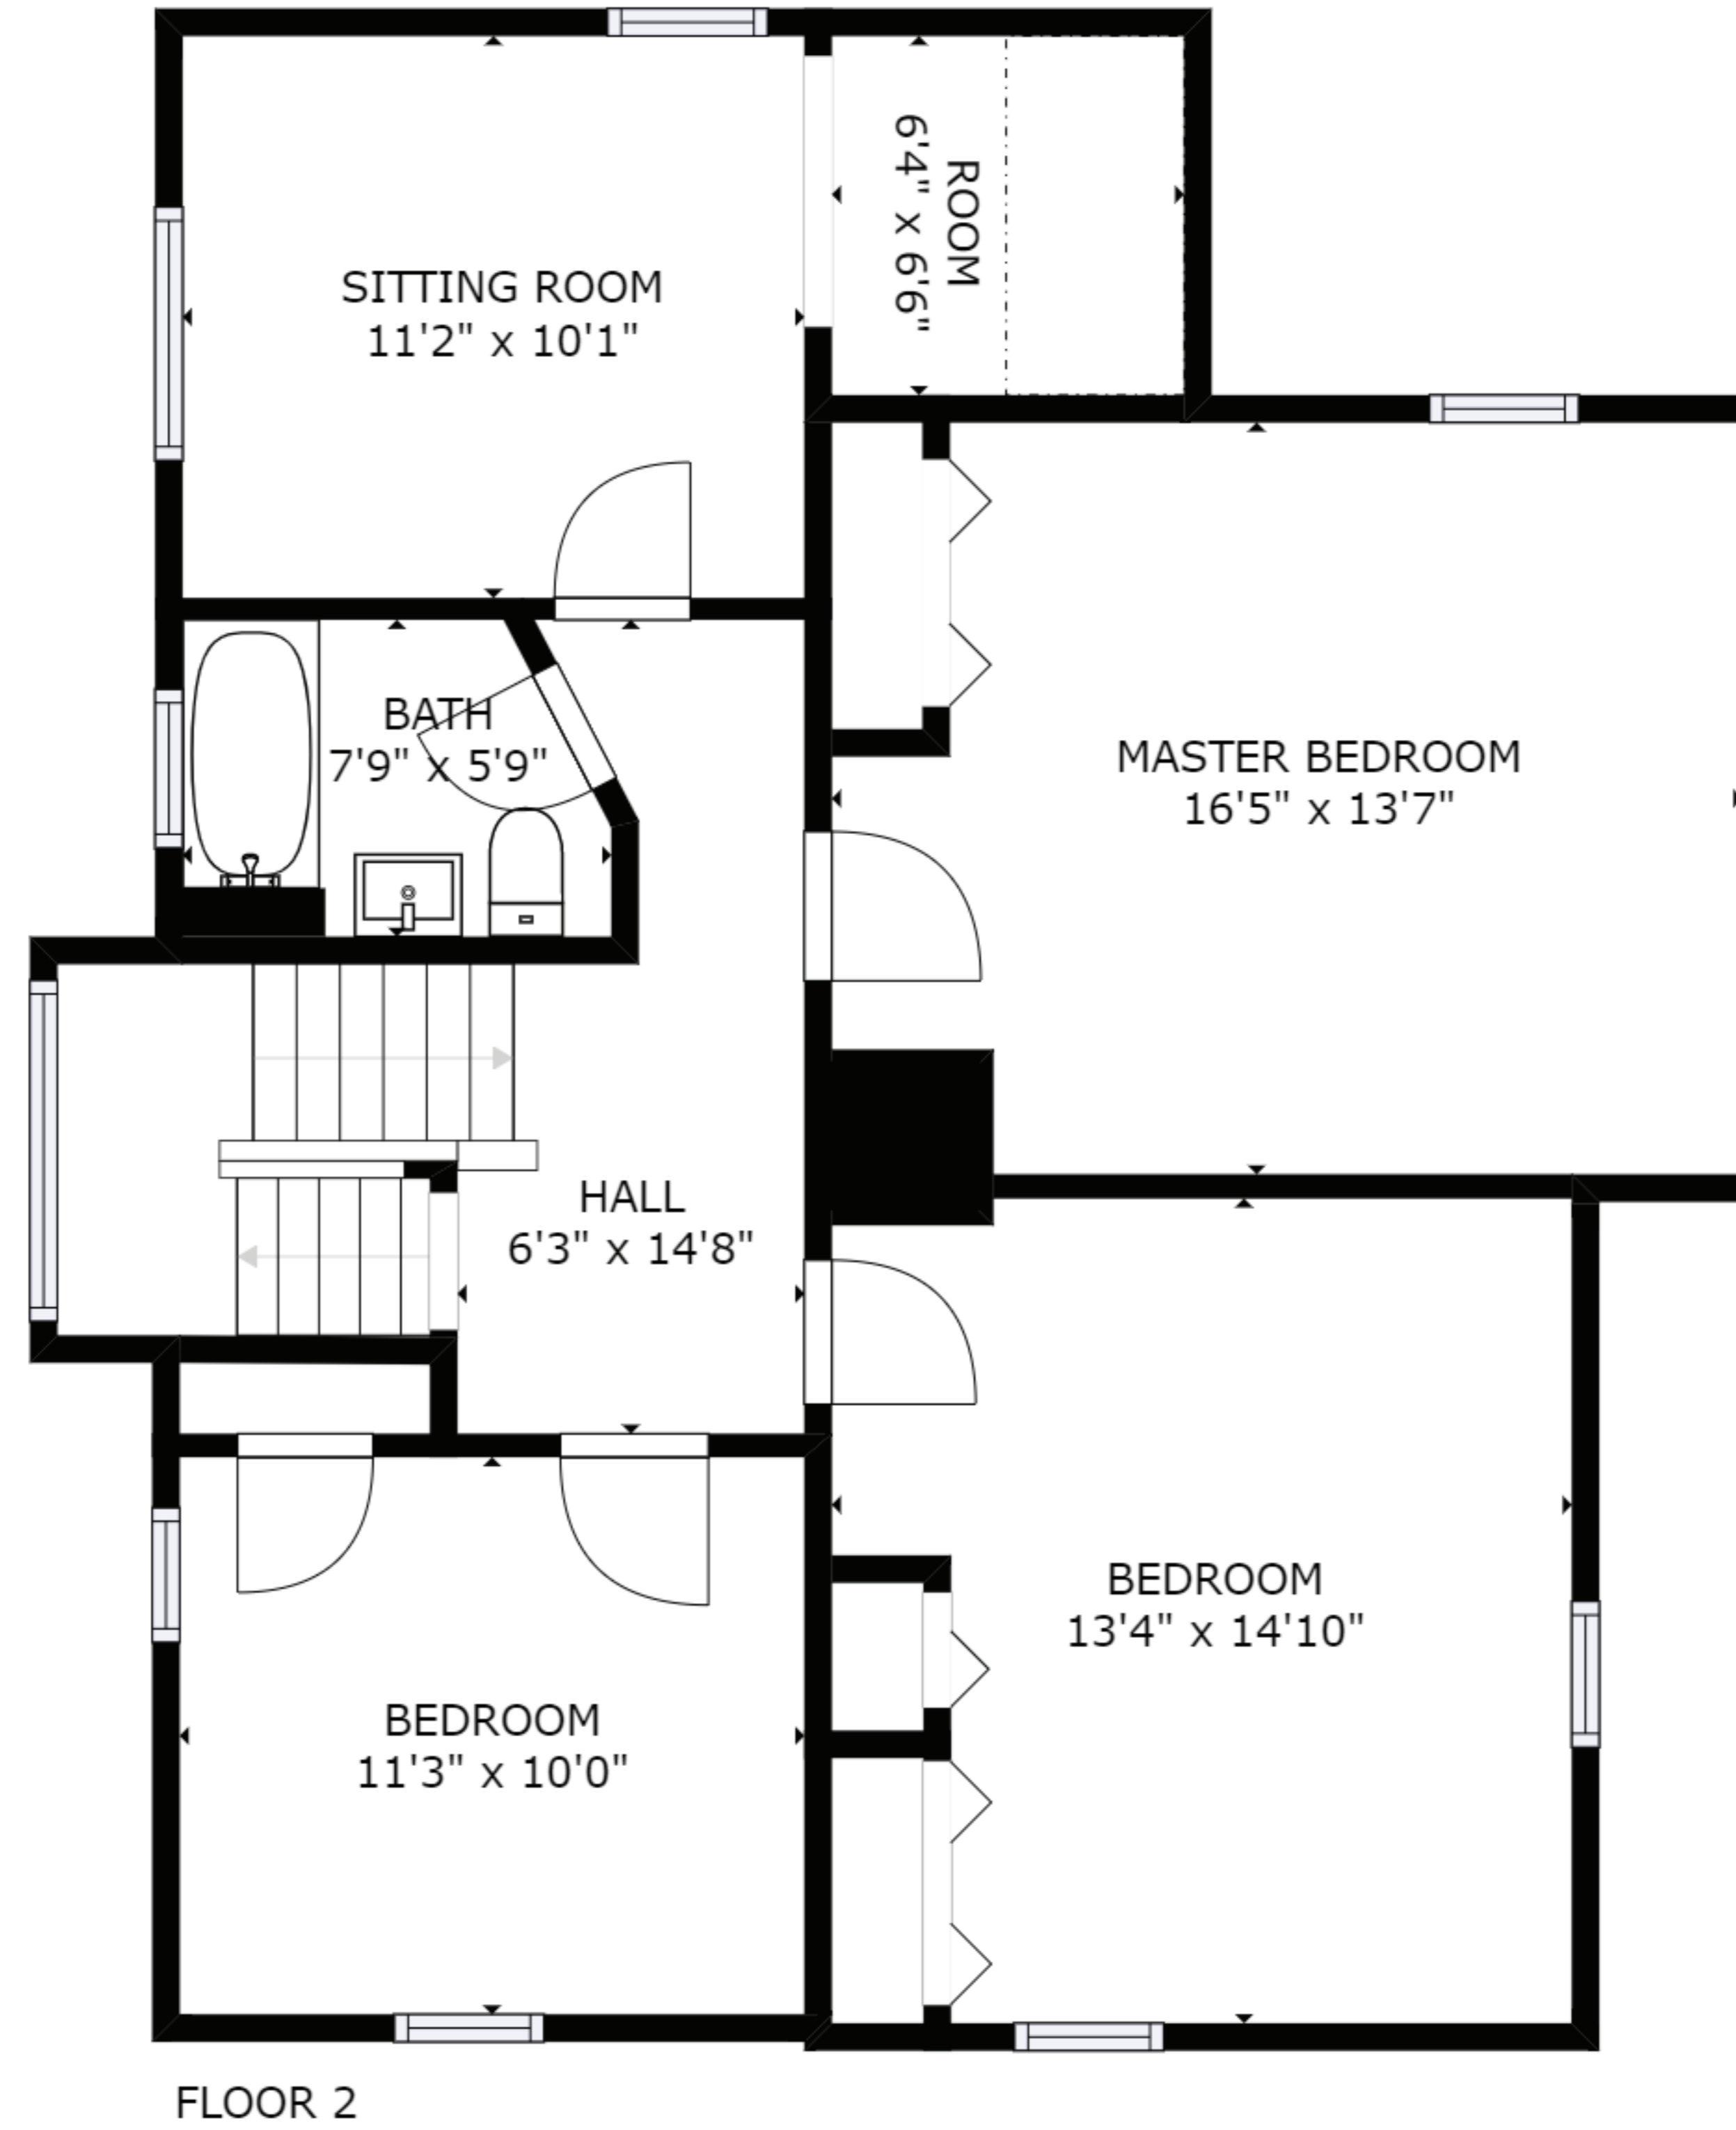 SITTING ROOM
11'2" x 10'1"
ROOM
6'4" x 6'6"
BATH
7'9" x 5'9"
MASTER BEDROOM
16'5" x 13'7"
HALL
6'3" x 14'8"
BEDROOM
13'4" x 14'10"
BEDROOM
11'3" x 10'0"
FLOOR 2